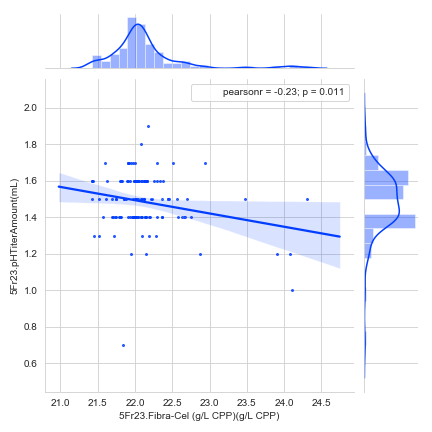 pearsonr = -0.23; p = 0.011
2.0
1.8
1.6
1.4
1.2
1.0
0.8
0.6
5Fr23.pHTiterAmount(mL)
21.0 21.5 22.0 22.5 23.0 23.5 24.0 24.5
5Fr23.Fibra-Cel (g/L CPP)(g/L CPP)